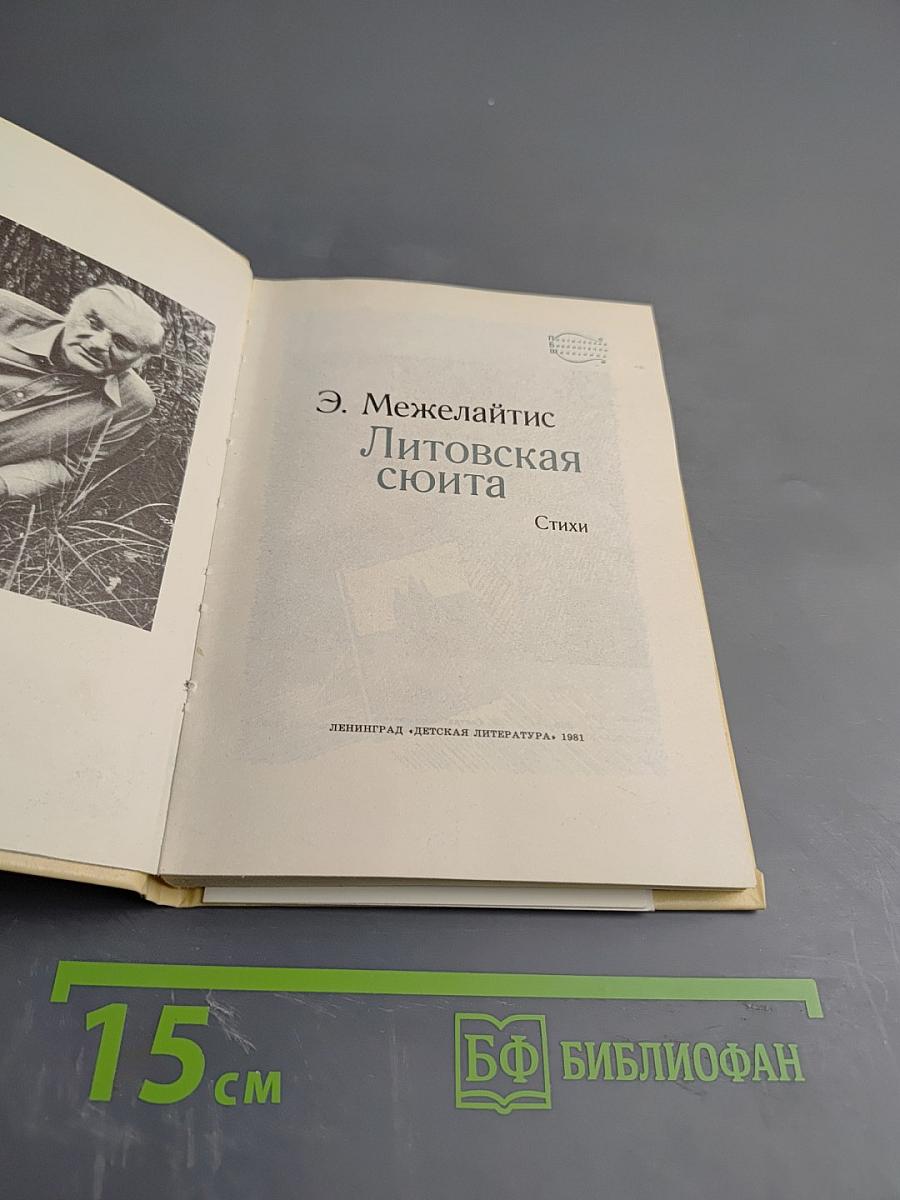 П
Б
Ш
Э. Межелайтис
Литовская
сюита
Стихи
ЛЕНИНГРАД «ДЕТСКАЯ ЛИТЕРАТУРА» 1981
15 см
БФ БИБЛИОФАН